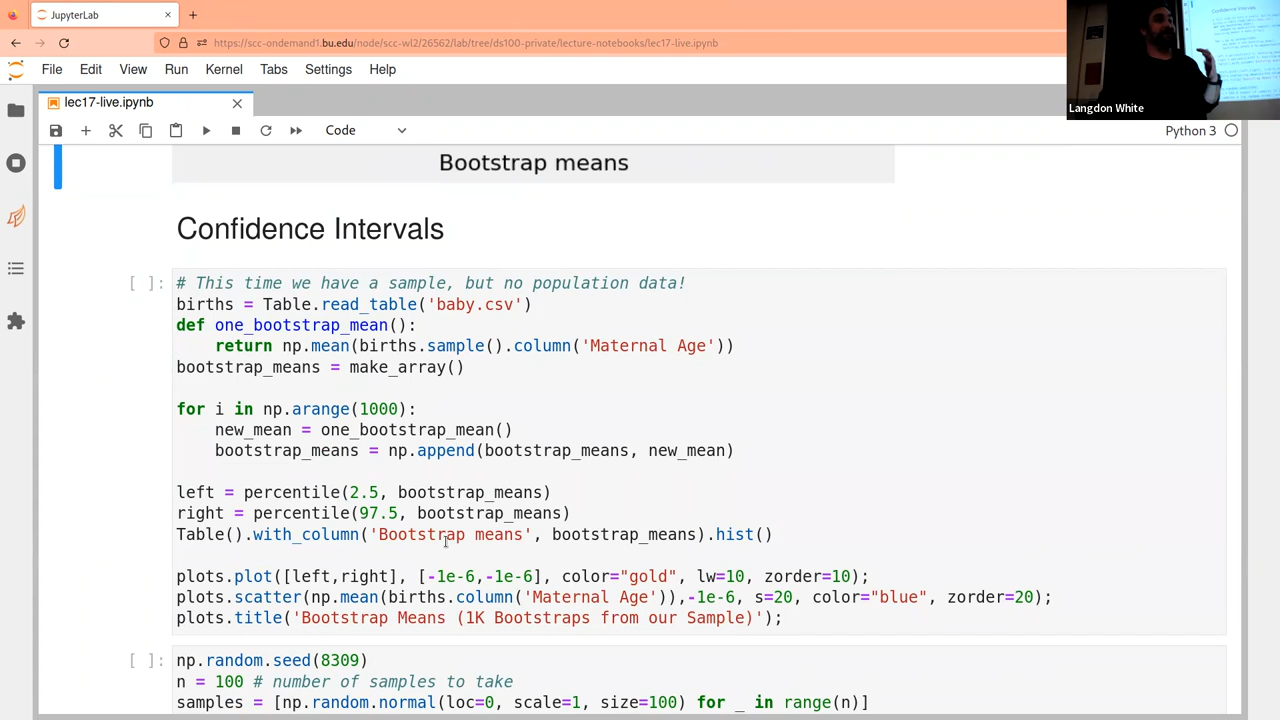 JupyterLab
https://scc-ondemand1.bu.edu/node/scc-wl2/26562/lab/tree/ds100-private/lecture-notebooks/lec17-live.ipynb
File Edit View Run Kernel Tabs Settings Help
Langdon White
lec17-live.ipynb
Code
Python 3
Bootstrap means
Confidence Intervals
[ ]:
# This time we have a sample, but no population data!
births = Table.read_table('baby.csv')
def one_bootstrap_mean():
    return np.mean(births.sample().column('Maternal Age'))
bootstrap_means = make_array()
for i in np.arange(1000):
    new_mean = one_bootstrap_mean()
    bootstrap_means = np.append(bootstrap_means, new_mean)
left = percentile(2.5, bootstrap_means)
right = percentile(97.5, bootstrap_means)
Table().with_column('Bootstrap means', bootstrap_means).hist()
plots.plot([left,right], [-1e-6,-1e-6], color="gold", lw=10, zorder=10);
plots.scatter(np.mean(births.column('Maternal Age')),-1e-6, s=20, color="blue", zorder=20);
plots.title('Bootstrap Means (1K Bootstraps from our Sample)');
[ ]:
np.random.seed(8309)
n = 100 # number of samples to take
samples = [np.random.normal(loc=0, scale=1, size=100) for _ in range(n)]